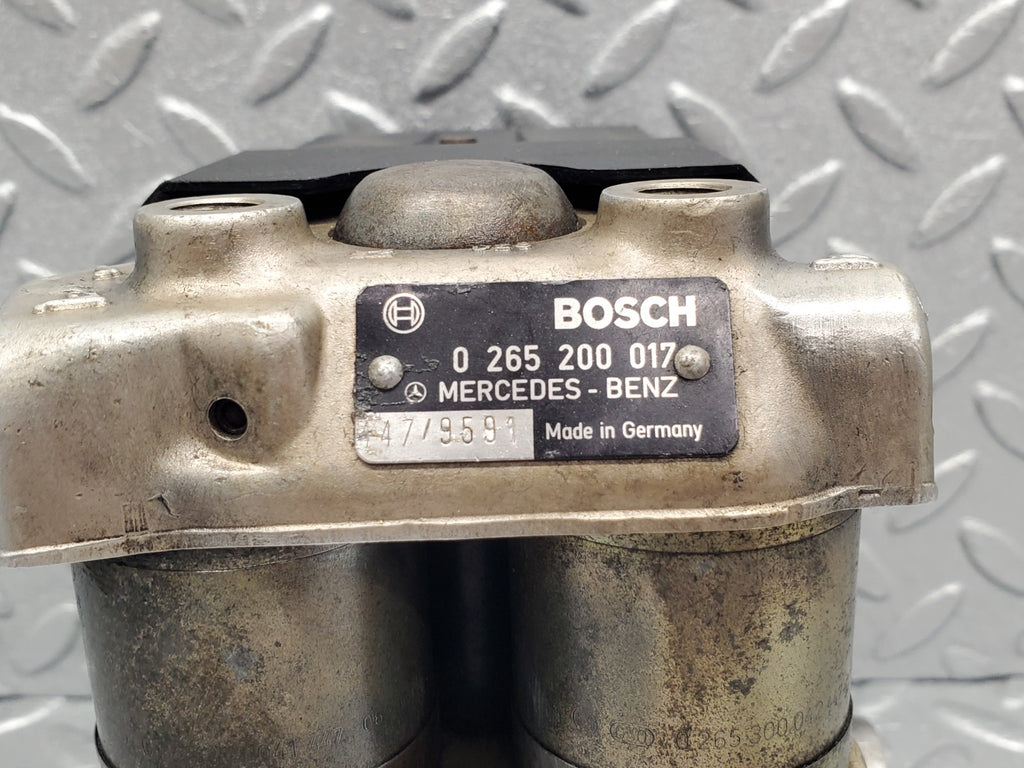 BOSCH
0 265 200 017
MERCEDES-BENZ
47/9591
Made in Germany